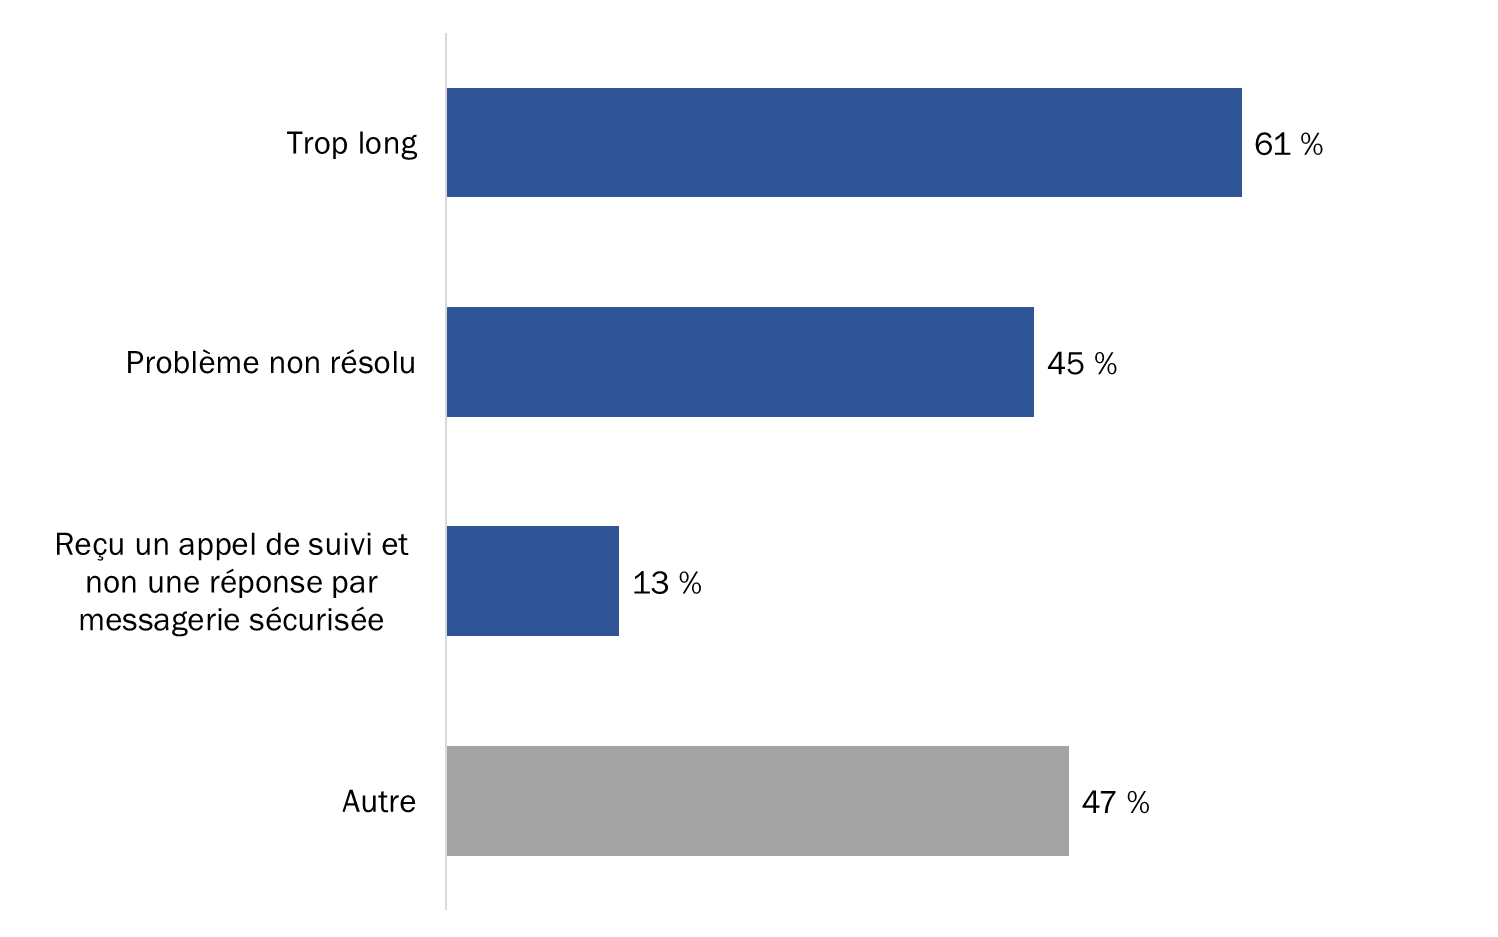 Trop long
61 %
Problème non résolu
45 %
Reçu un appel de suivi et
non une réponse par
messagerie sécurisée
13 %
Autre
47 %